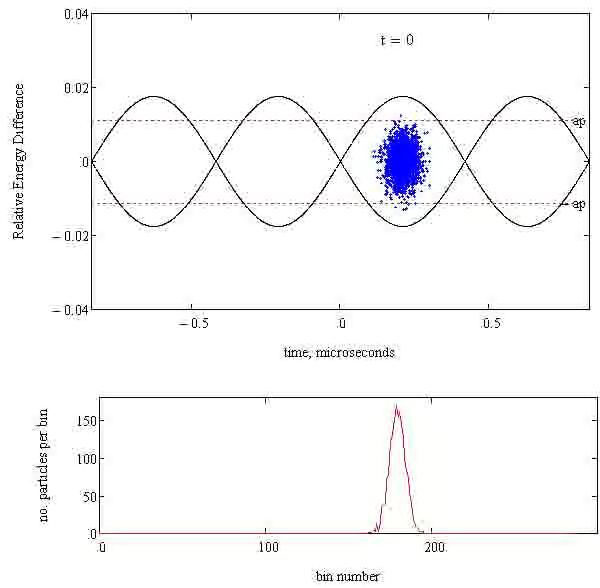 0.04
t = 0
0.02
ap
Relative Energy Difference
0
− ap
− 0.02
− 0.04
− 0.5
0
0.5
time, microseconds
150
100
50
0
no. particles per bin
0
100
200
bin number